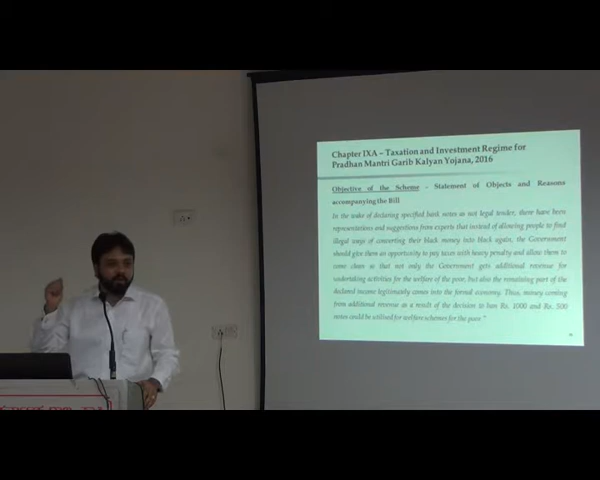 Chapter IXA – Taxation and Investment Regime for
Pradhan Mantri Garib Kalyan Yojana, 2016
Objective of the Scheme - Statement of Objects and Reasons
accompanying the Bill
In the wake of declaring specified bank notes as not legal tender, there have been
representations and suggestions from experts that instead of allowing people to find
illegal ways of converting their black money into black again, the Government
should give them an opportunity to pay taxes with heavy penalty and allow them to
come clean so that not only the Government gets additional revenue for
undertaking activities for the welfare of the poor, but also the remaining part of the
declared income legitimately comes into the formal economy. Thus, money coming
from additional revenue as a result of the decision to ban Rs. 1000 and Rs. 500
notes could be utilised for welfare schemes for the poor."